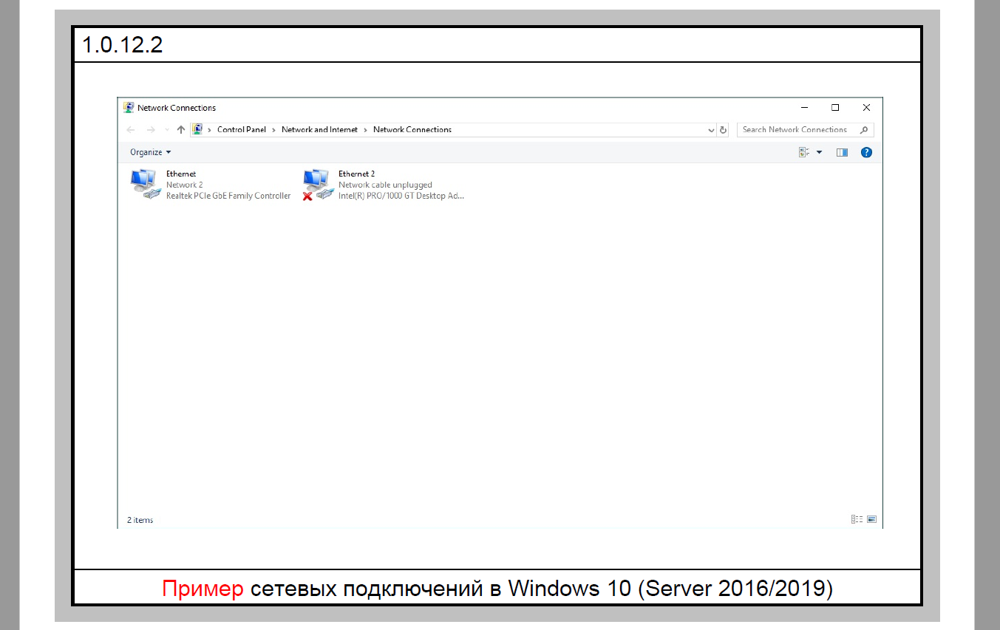 1.0.12.2
Network Connections
Control Panel > Network and Internet > Network Connections
Search Network Connections
Organize
Ethernet
Network 2
Realtek PCIe GbE Family Controller
Ethernet 2
Network cable unplugged
Intel(R) PRO/1000 GT Desktop Ad...
2 items
Пример сетевых подключений в Windows 10 (Server 2016/2019)